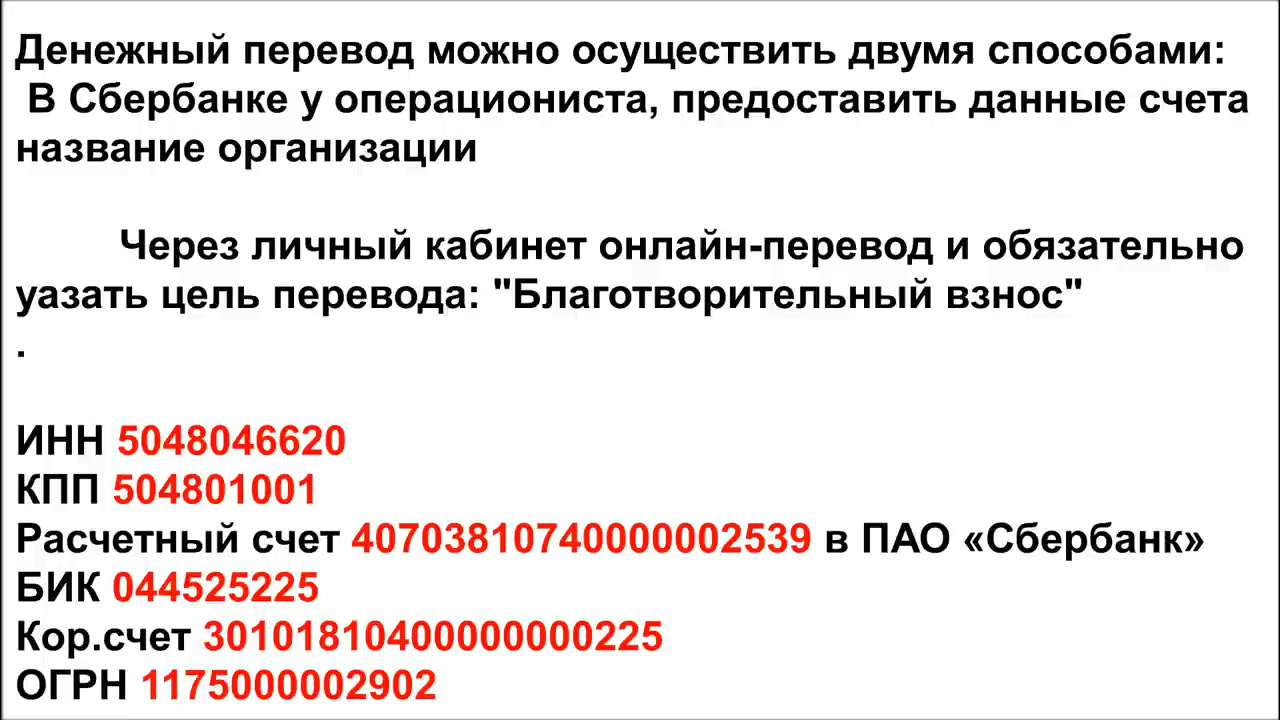 Денежный перевод можно осуществить двумя способами:
В Сбербанке у операциониста, предоставить данные счета
название организации
Через личный кабинет онлайн-перевод и обязательно
уазать цель перевода: "Благотворительный взнос"
.
ИНН 5048046620
КПП 504801001
Расчетный счет 40703810740000002539 в ПАО «Сбербанк»
БИК 044525225
Кор.счет 30101810400000000225
ОГРН 1175000002902